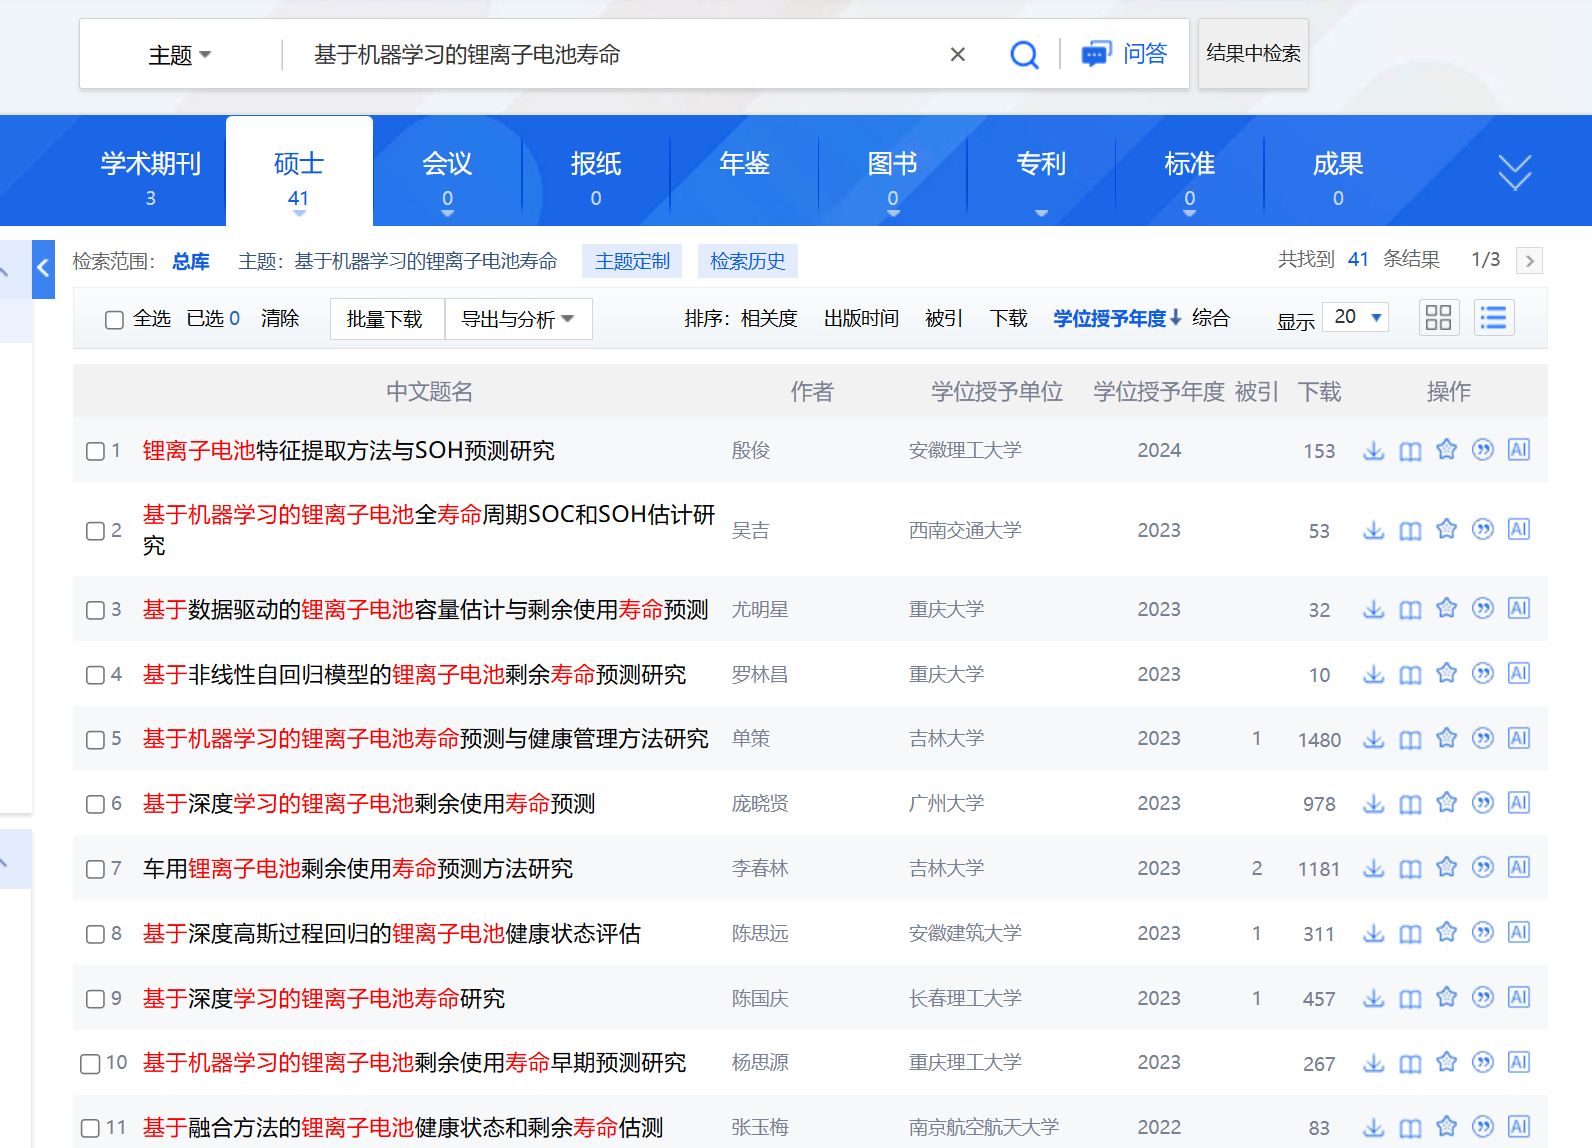 主题 基于机器学习的锂离子电池寿命 × 问答 结果中检索
学术期刊 硕士 会议 报纸 年鉴 图书 专利 标准 成果
3 41 0 0 0 0 0
检索范围： 总库 主题：基于机器学习的锂离子电池寿命 主题定制 检索历史 共找到 41 条结果 1/3 >
全选 已选 0 清除 批量下载 导出与分析 排序： 相关度 出版时间 被引 下载 学位授予年度↓ 综合 显示 20
中文题名 作者 学位授予单位 学位授予年度 被引 下载 操作
1 锂离子电池特征提取方法与SOH预测研究 殷俊 安徽理工大学 2024 153 AI
2 基于机器学习的锂离子电池全寿命周期SOC和SOH估计研
究 吴吉 西南交通大学 2023 53 AI
3 基于数据驱动的锂离子电池容量估计与剩余使用寿命预测 尤明星 重庆大学 2023 32 AI
4 基于非线性自回归模型的锂离子电池剩余寿命预测研究 罗林昌 重庆大学 2023 10 AI
5 基于机器学习的锂离子电池寿命预测与健康管理方法研究 单策 吉林大学 2023 1 1480 AI
6 基于深度学习的锂离子电池剩余使用寿命预测 庞晓贤 广州大学 2023 978 AI
7 车用锂离子电池剩余使用寿命预测方法研究 李春林 吉林大学 2023 2 1181 AI
8 基于深度高斯过程回归的锂离子电池健康状态评估 陈思远 安徽建筑大学 2023 1 311 AI
9 基于深度学习的锂离子电池寿命研究 陈国庆 长春理工大学 2023 1 457 AI
10 基于机器学习的锂离子电池剩余使用寿命早期预测研究 杨思源 重庆理工大学 2023 267 AI
11 基于融合方法的锂离子电池健康状态和剩余寿命估测 张玉梅 南京航空航天大学 2022 83 AI